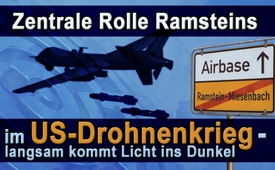 Zentrale Rolle Ramsteins
Airbase ↑
Ramstein-Miesenbach
im US-Drohnenkrieg -
langsam kommt Licht ins Dunkel